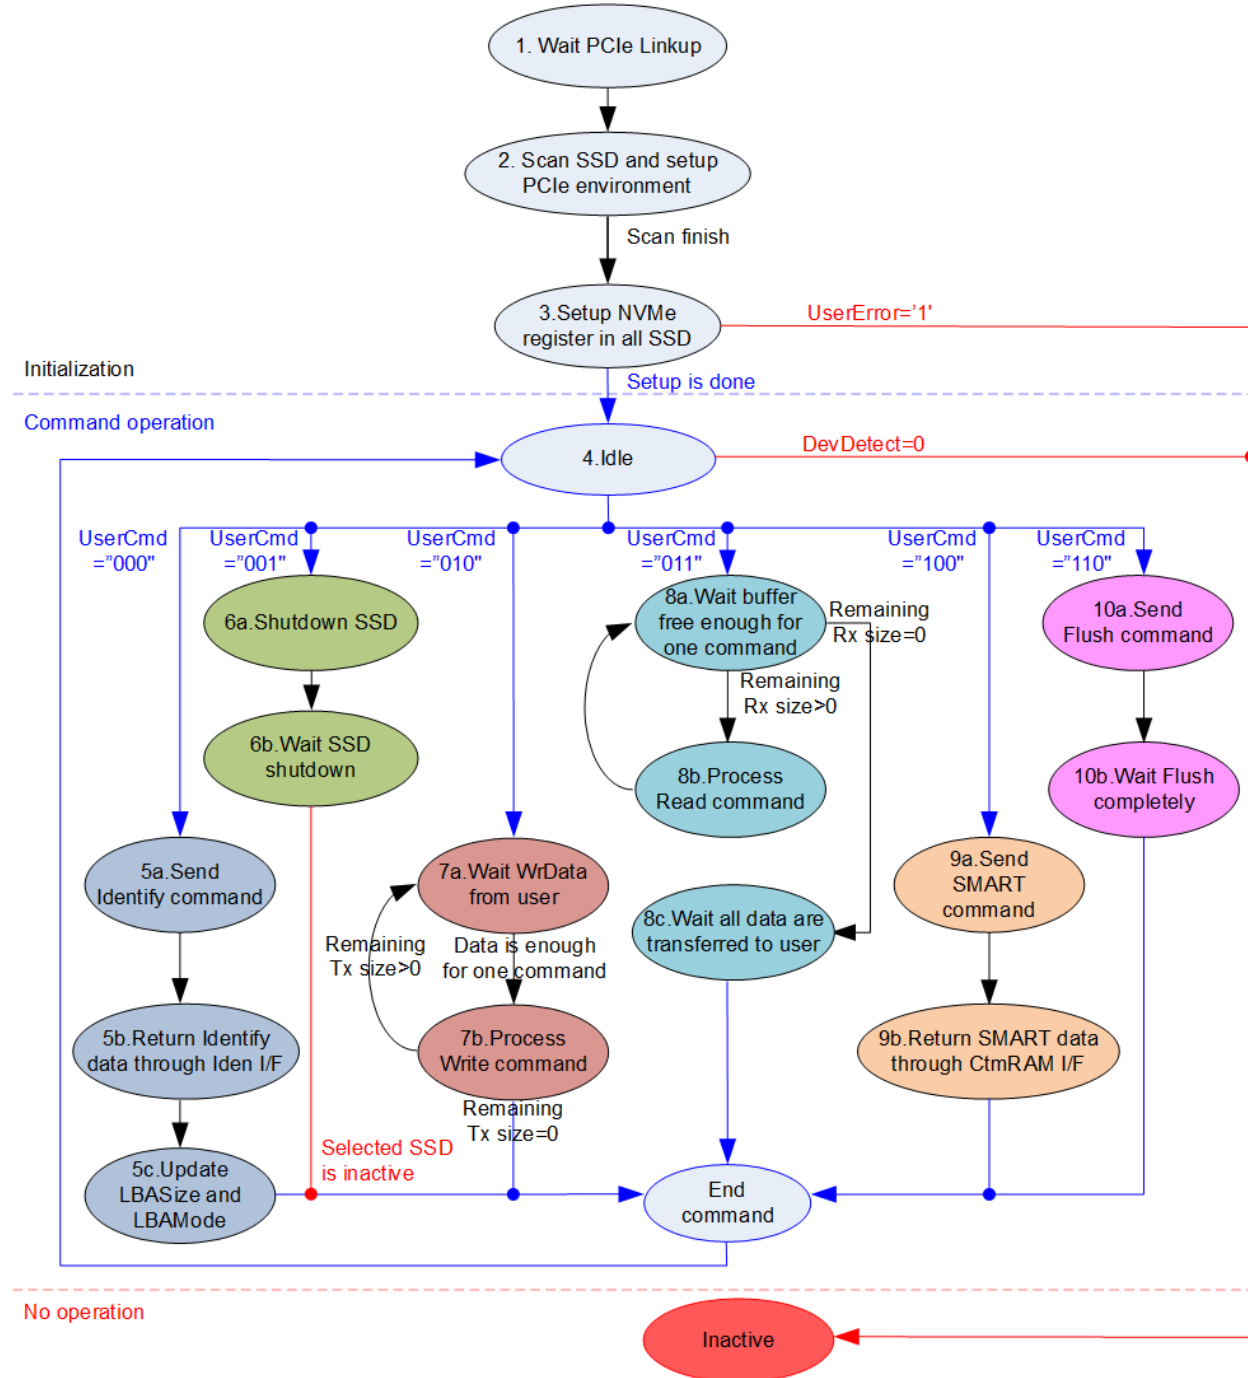 1. Wait PCIe Linkup
2. Scan SSD and setup
PCIe environment
Scan finish
3.Setup NVMe
register in all SSD
UserError=’1'
Initialization
Setup is done
Command operation
4.Idle
DevDetect=0
UserCmd
=”000"
UserCmd
=”001"
UserCmd
=”010"
UserCmd
=”011"
UserCmd
=”100"
UserCmd
=”110"
6a.Shutdown SSD
8a.Wait buffer
free enough for
one command
Remaining
Rx size=0
10a.Send
Flush command
Remaining
Rx size>0
6b.Wait SSD
shutdown
8b.Process
Read command
10b.Wait Flush
completely
5a.Send
Identify command
7a.Wait WrData
from user
8c.Wait all data are
transferred to user
9a.Send
SMART
command
Remaining
Tx size>0
Data is enough
for one command
5b.Return Identify
data through Iden I/F
7b.Process
Write command
9b.Return SMART data
through CtmRAM I/F
Remaining
Tx size=0
Selected SSD
is inactive
5c.Update
LBASize and
LBAMode
End
command
No operation
Inactive